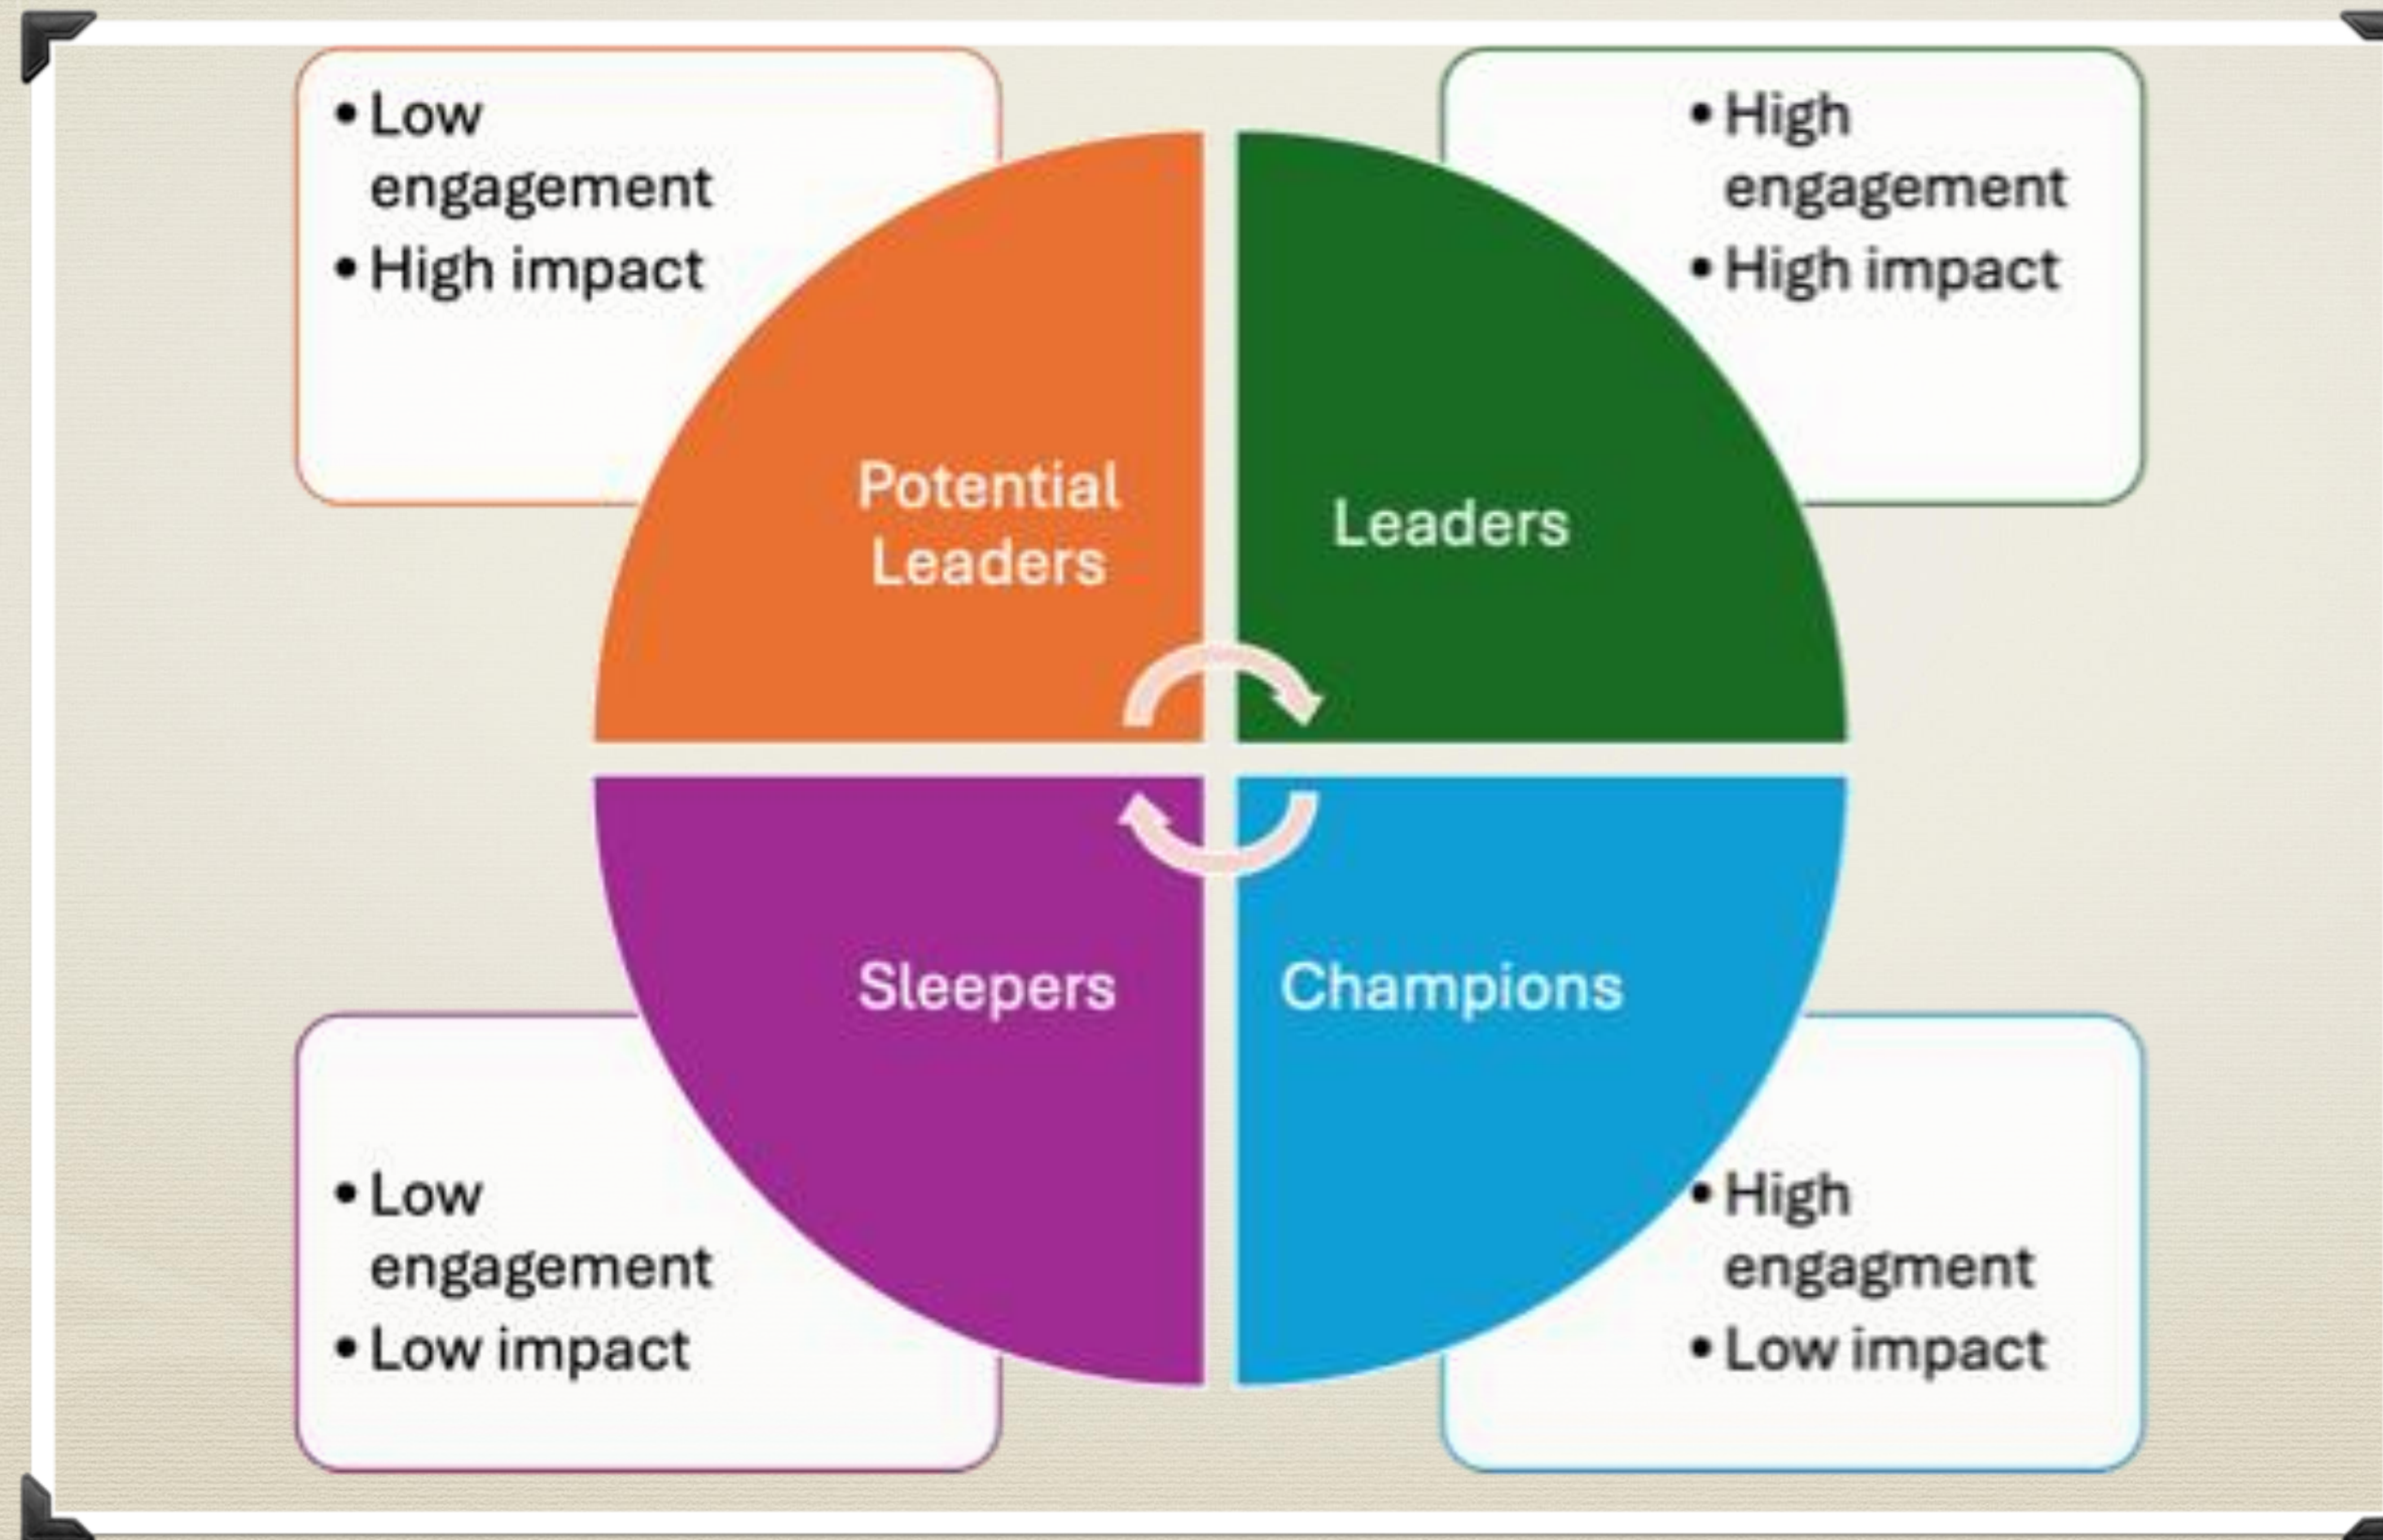 • Low
engagement
• High impact
• High
engagement
• High impact
Potential
Leaders
Leaders
Sleepers
Champions
• Low
engagement
• Low impact
• High
engagment
• Low impact